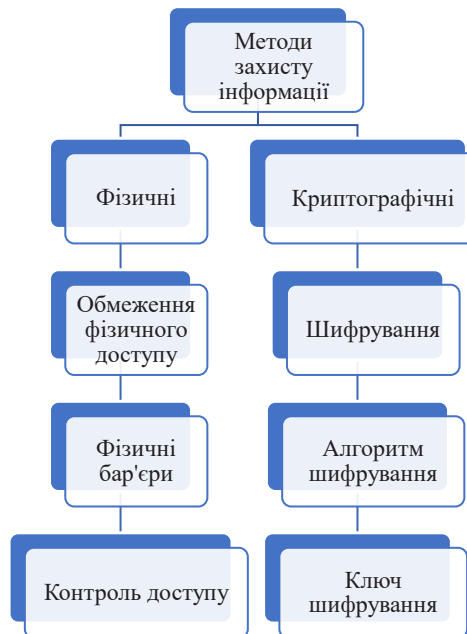 Методи
захисту
інформації
Фізичні
Криптографічні
Обмеження
фізичного
доступу
Шифрування
Фізичні
бар'єри
Алгоритм
шифрування
Контроль доступу
Ключ
шифрування